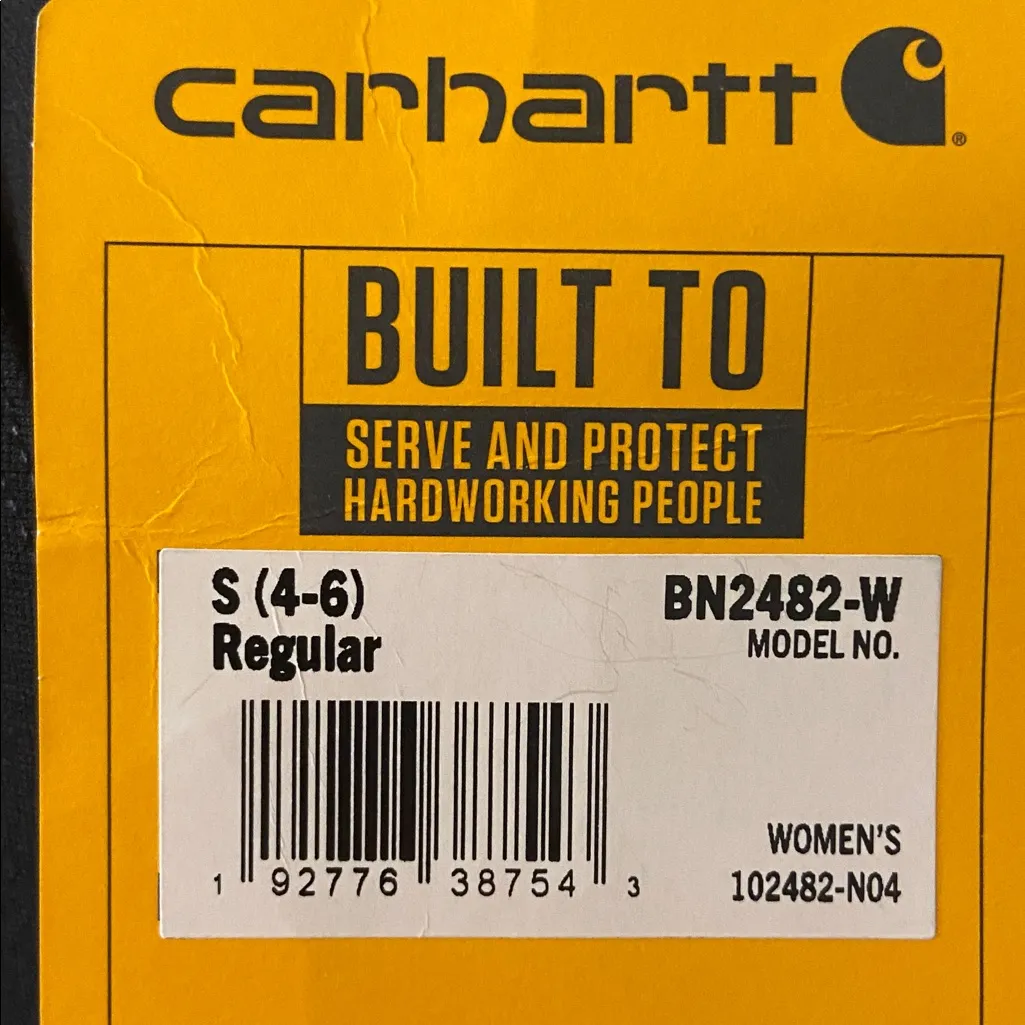 carhartt®
BUILT TO
SERVE AND PROTECT
HARDWORKING PEOPLE
S (4-6)
Regular
BN2482-W
MODEL NO.
1 92776 38754 3
WOMEN'S
102482-N04